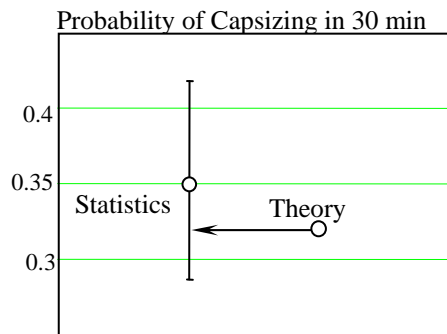 Probability of Capsizing in 30 min
0.4
0.35
Statistics
Theory
0.3